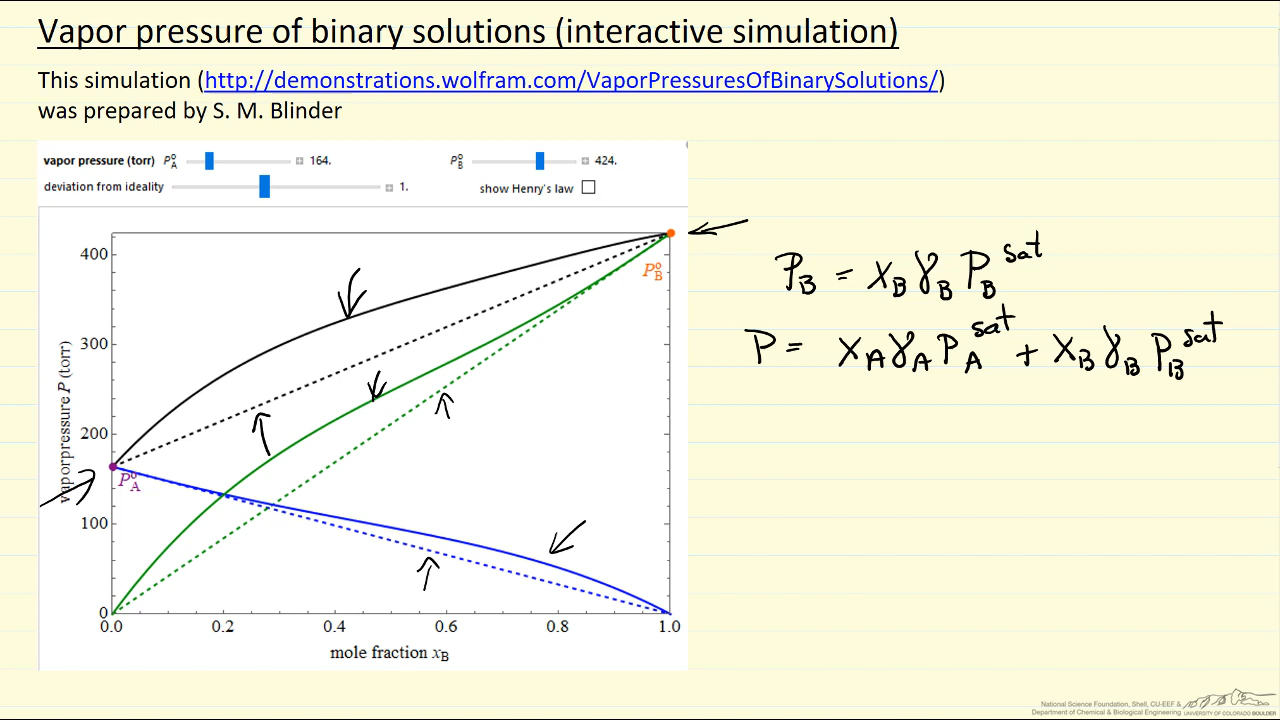 Vapor pressure of binary solutions (interactive simulation)
This simulation (http://demonstrations.wolfram.com/VaporPressuresOfBinarySolutions/)
was prepared by S. M. Blinder
vapor pressure (torr) P°A 164. P°B 424.
deviation from ideality 1. show Henry's law
400
300
200
100
0
vaporpressure P (torr)
P°B
P°A
0.0 0.2 0.4 0.6 0.8 1.0
mole fraction xB
PB = xB γB PB^sat
P = xA γA PA^sat + xB γB PB^sat
National Science Foundation, Shell, CU-EEF &
Department of Chemical & Biological Engineering UNIVERSITY OF COLORADO BOULDER